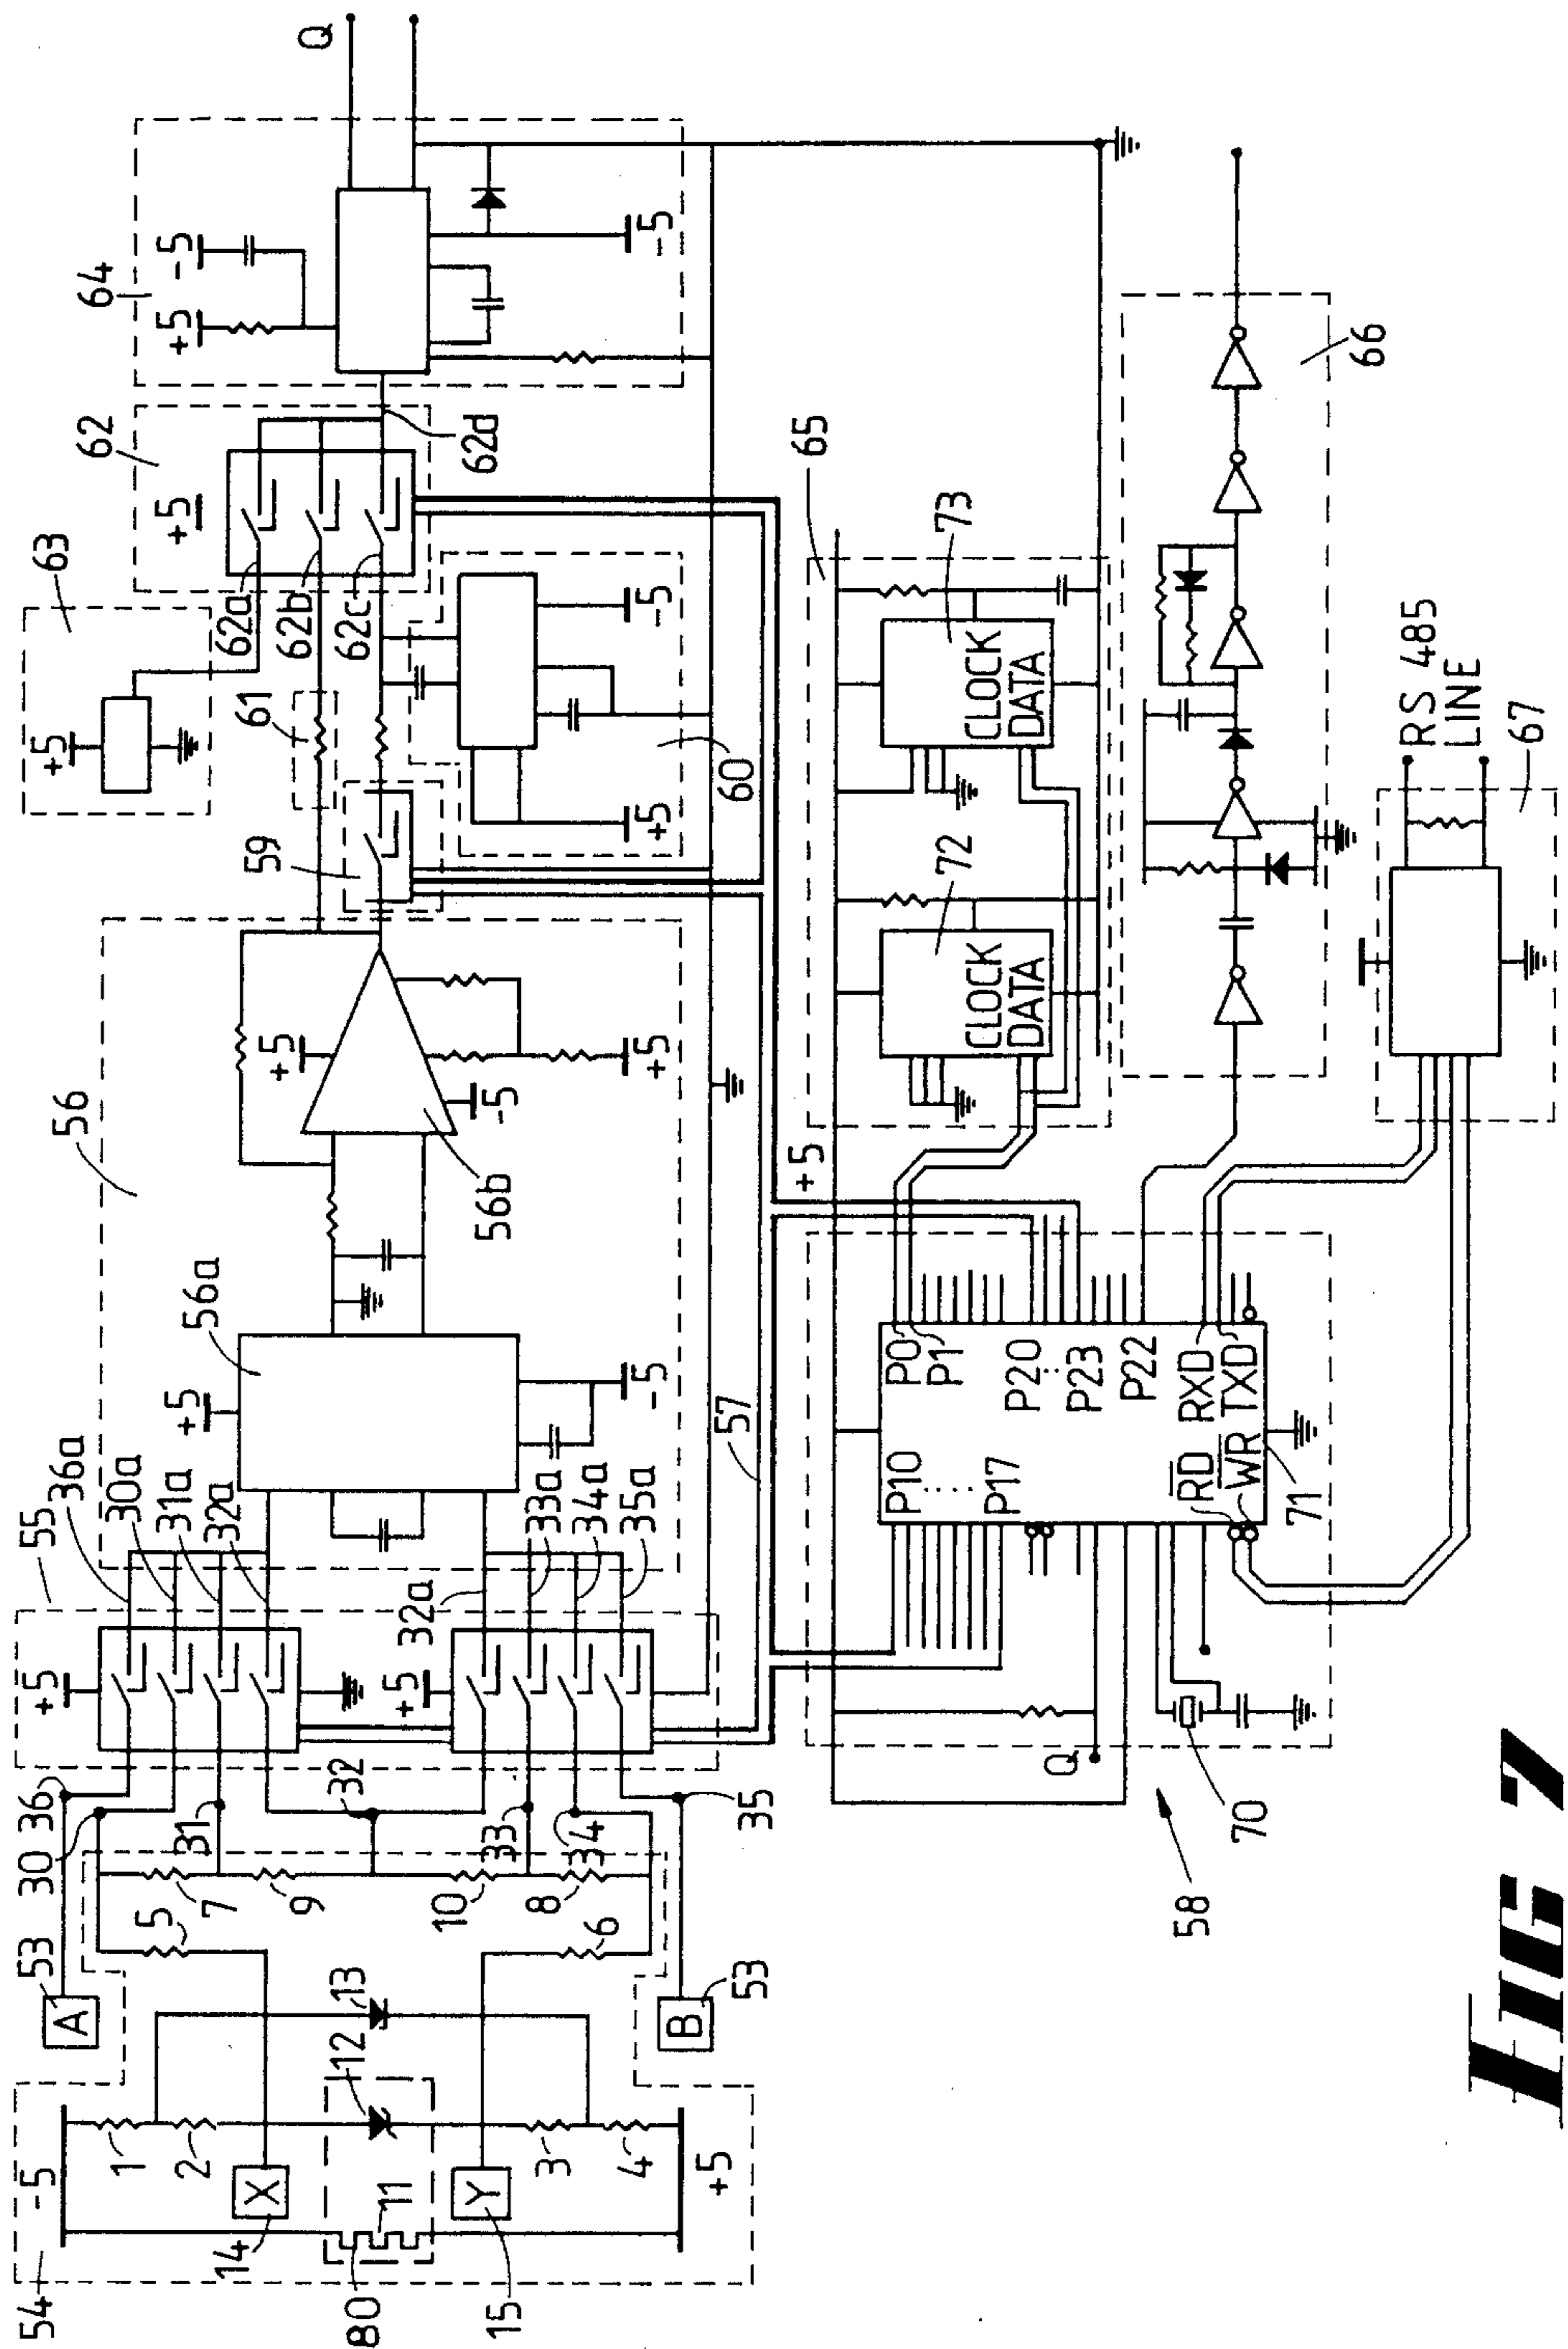 54
-5
53
A
30
36
55
36a
30a
31a
32a
56
56a
+5
+5
+5
63
+5
62
+5
64
+5
-5
Q
1
2
X
14
5
7
31
9
32
12
13
11
80
Y
15
3
4
+5
10
33
8
34
6
B
53
35
+5
32a
33a
34a
35a
-5
57
56b
-5
+5
59
61
60
+5
-5
62a
62b
62c
62d
-5
58
70
Q
71
P10
.....
P17
RD
WR
P0
P1
P20
..
P23
P22
RXD
TXD
+5
65
72
CLOCK
DATA
73
CLOCK
DATA
66
RS 485
LINE
67
FIG 7